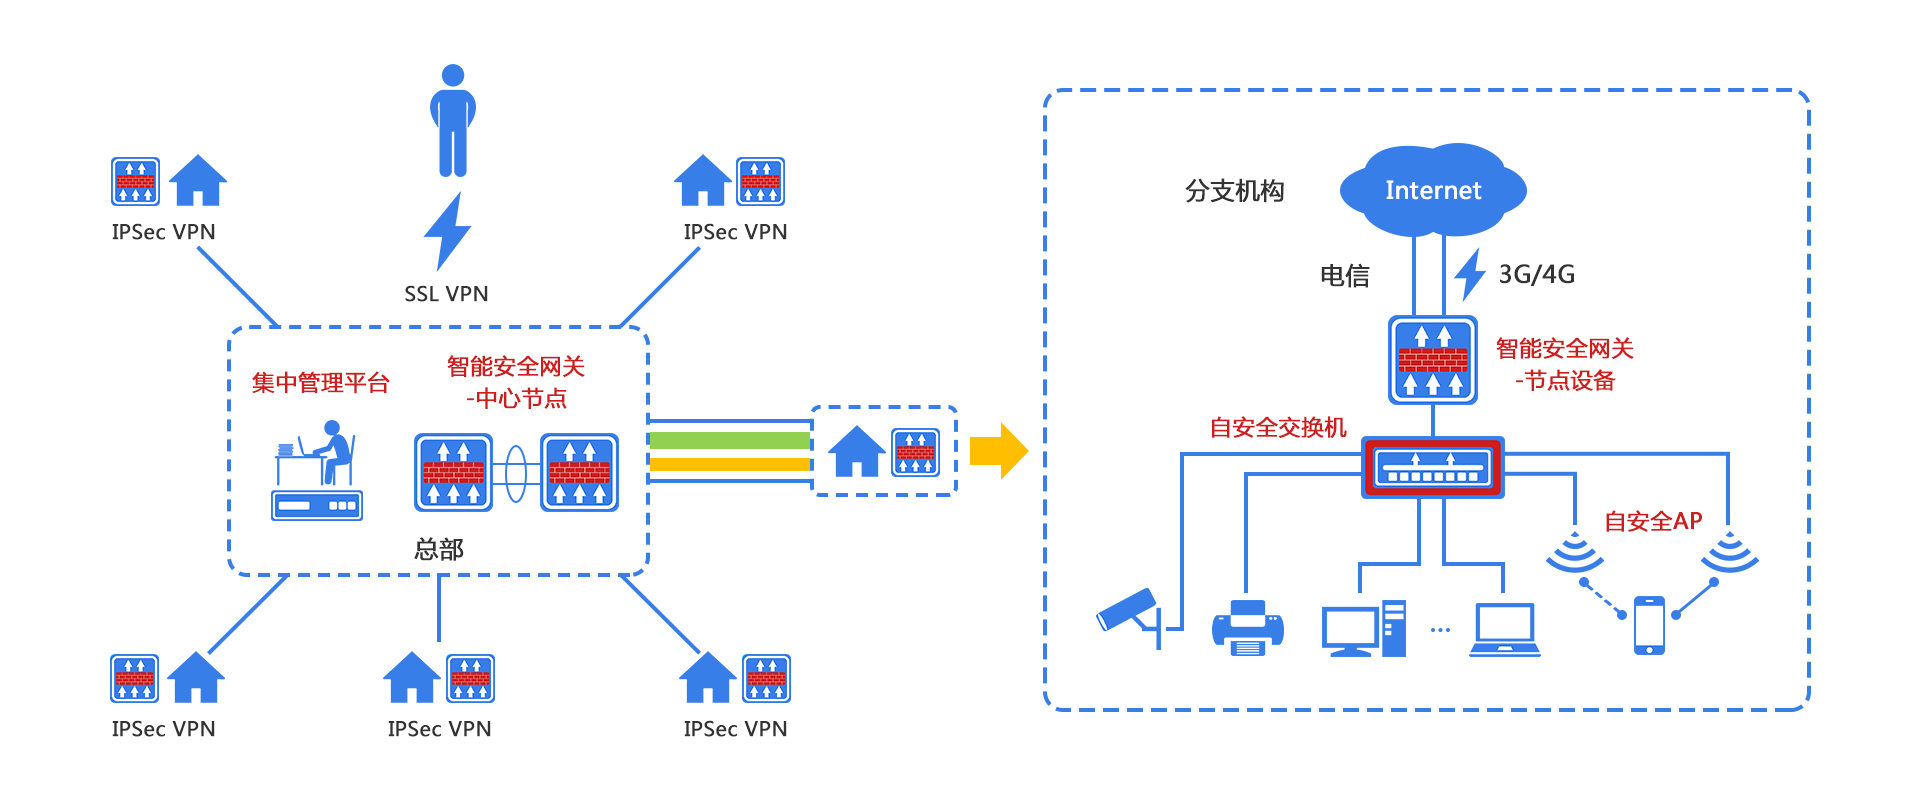 IPSec VPN
SSL VPN
IPSec VPN
集中管理平台
智能安全网关
-中心节点
总部
IPSec VPN
IPSec VPN
IPSec VPN
分支机构
Internet
电信
3G/4G
智能安全网关
-节点设备
自安全交换机
自安全AP
...